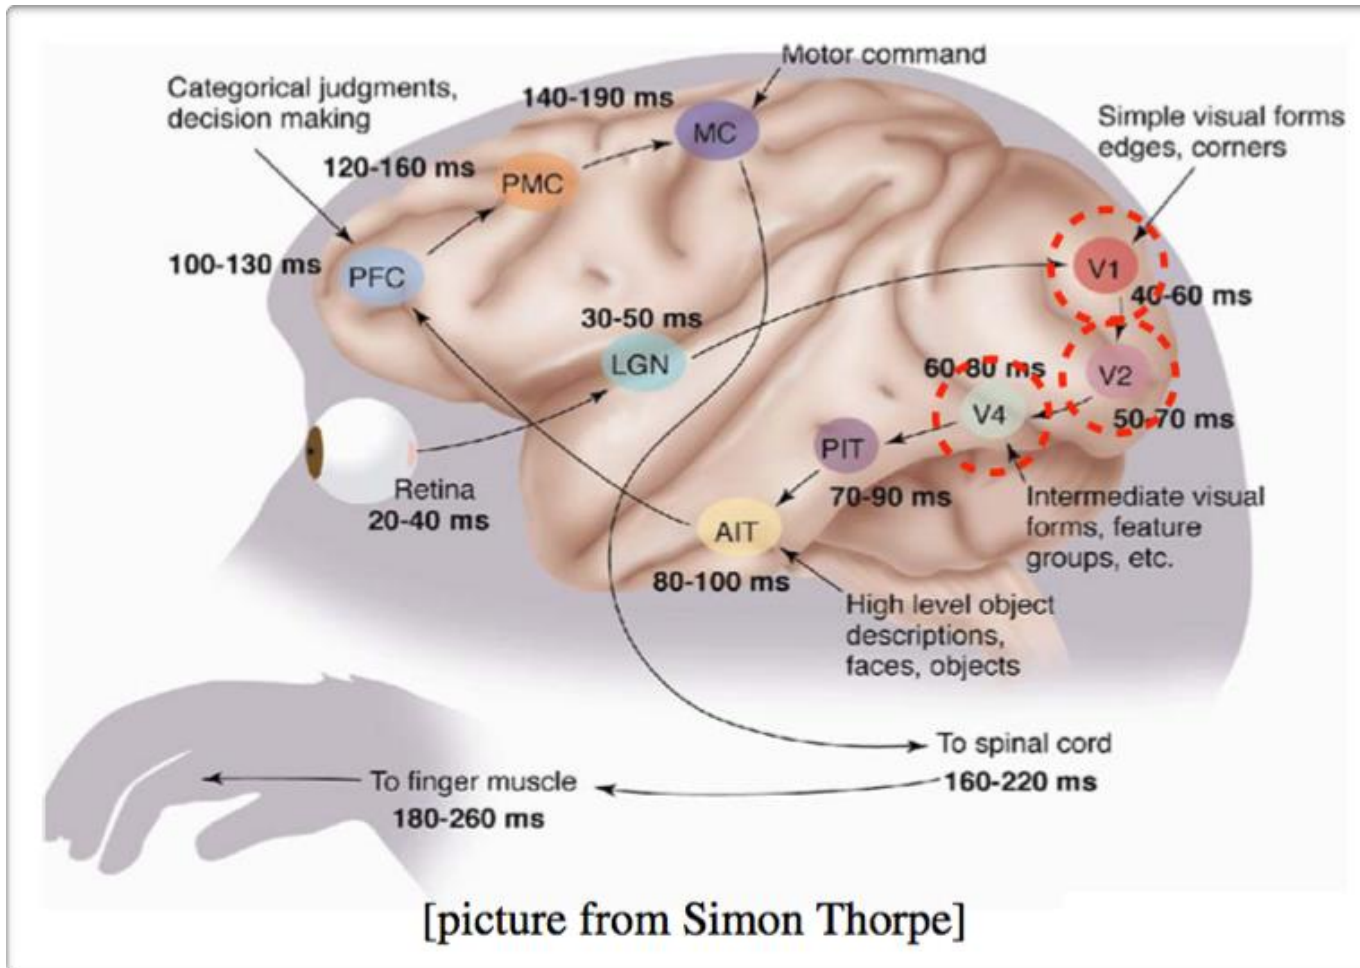 Motor command
Categorical judgments,
decision making
140-190 ms
MC
Simple visual forms
edges, corners
120-160 ms
PMC
100-130 ms
PFC
V1
40-60 ms
30-50 ms
LGN
60-80 ms
V2
V4
50-70 ms
PIT
70-90 ms
Retina
20-40 ms
Intermediate visual
forms, feature
groups, etc.
AIT
80-100 ms
High level object
descriptions,
faces, objects
To spinal cord
160-220 ms
To finger muscle
180-260 ms
[picture from Simon Thorpe]